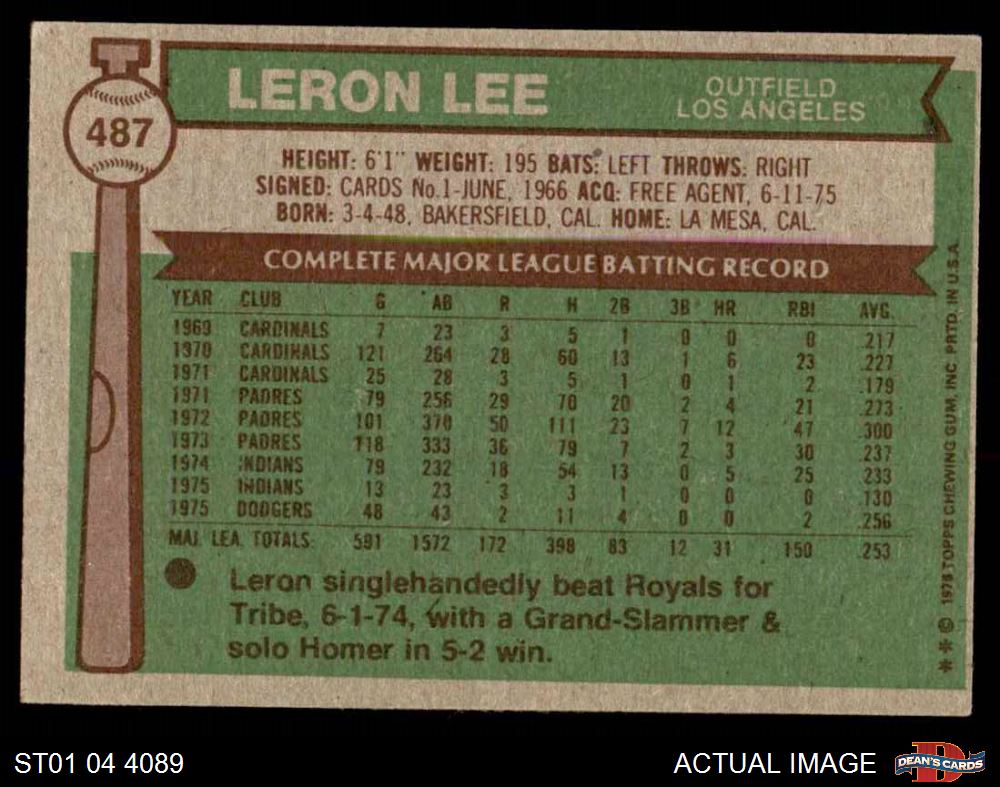 487
LERON LEE
OUTFIELD
LOS ANGELES
HEIGHT: 6'1" WEIGHT: 195 BATS: LEFT THROWS: RIGHT
SIGNED: CARDS No.1-JUNE, 1966 ACQ: FREE AGENT, 6-11-75
BORN: 3-4-48, BAKERSFIELD, CAL. HOME: LA MESA, CAL.
COMPLETE MAJOR LEAGUE BATTING RECORD
YEAR CLUB G AB R H 2B 3B HR RBI AVG.
1969 CARDINALS 7 23 3 5 1 0 0 0 .217
1970 CARDINALS 121 264 28 60 13 1 6 23 .227
1971 CARDINALS 25 28 3 5 1 0 1 2 .179
1971 PADRES 79 256 29 70 20 2 4 21 .273
1972 PADRES 101 370 50 111 23 7 12 47 .300
1973 PADRES 118 333 36 79 7 2 3 30 .237
1974 INDIANS 79 232 18 54 13 0 5 25 .233
1975 INDIANS 13 23 3 3 1 0 0 0 .130
1975 DODGERS 48 43 2 11 4 0 0 2 .256
MAJ. LEA. TOTALS 591 1572 172 398 83 12 31 150 .253
Leron singlehandedly beat Royals for
Tribe, 6-1-74, with a Grand-Slammer &
solo Homer in 5-2 win.
* * © 1976 TOPPS CHEWING GUM, INC. PRTD. IN U.S.A.
ST01 04 4089
ACTUAL IMAGE
D
DEAN'S CARDS